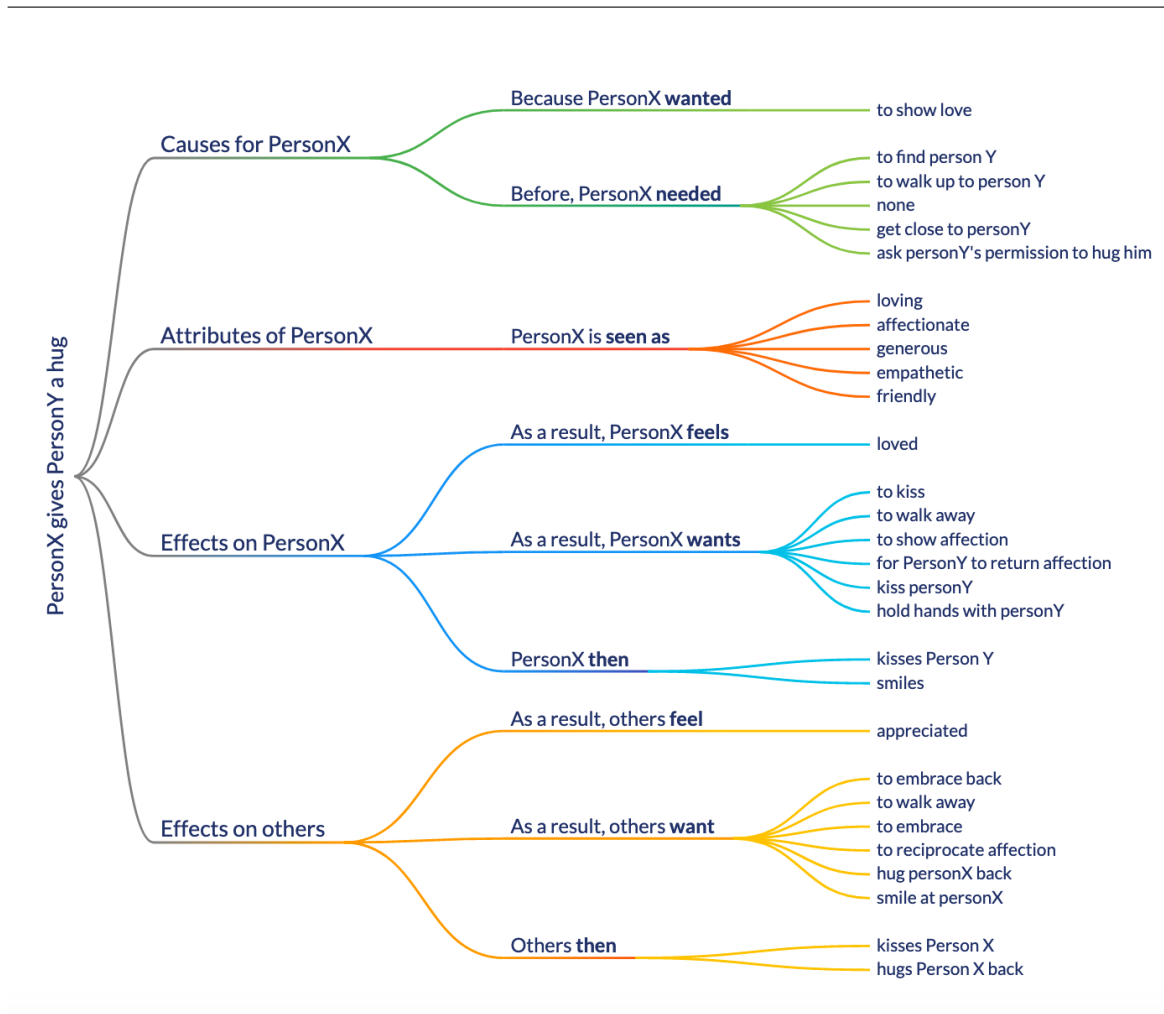 PersonX gives PersonY a hug
Causes for PersonX
Because PersonX wanted
to show love
Before, PersonX needed
to find person Y
to walk up to person Y
none
get close to personY
ask personY's permission to hug him
Attributes of PersonX
PersonX is seen as
loving
affectionate
generous
empathetic
friendly
Effects on PersonX
As a result, PersonX feels
loved
As a result, PersonX wants
to kiss
to walk away
to show affection
for PersonY to return affection
kiss personY
hold hands with personY
PersonX then
kisses Person Y
smiles
Effects on others
As a result, others feel
appreciated
As a result, others want
to embrace back
to walk away
to embrace
to reciprocate affection
hug personX back
smile at personX
Others then
kisses Person X
hugs Person X back